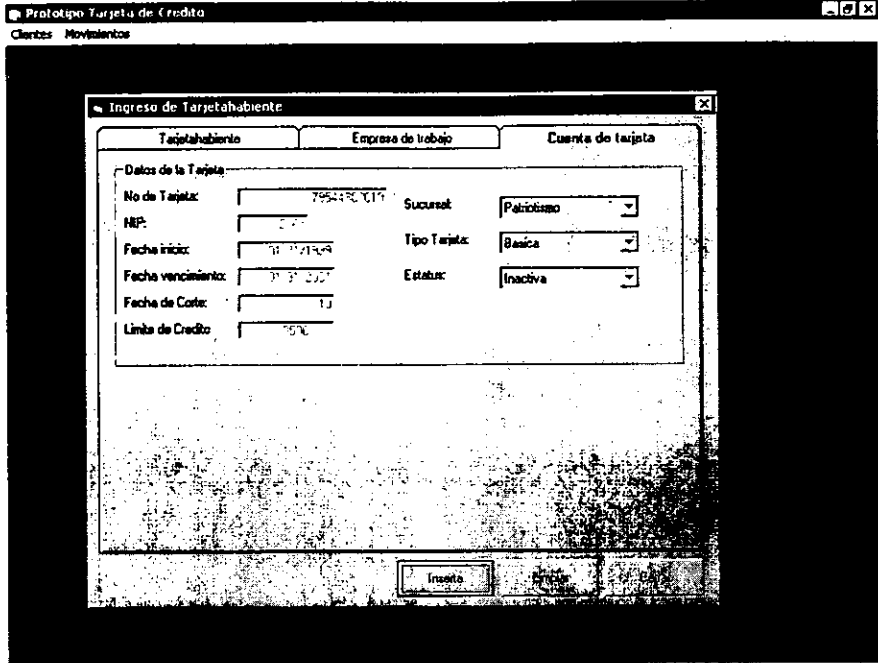 Prototipo Tarjeta de Credito
Clientes Movimientos
Ingreso de Tarjetahabiente
Tarjetahabiente Empresa de trabajo Cuenta de tarjeta
Datos de la Tarjeta
No de Tarjeta:
Sucursal: Patriotismo
NIP:
Tipo Tarjeta: Basica
Fecha inicio:
Fecha vencimiento:
Estatus: Inactiva
Fecha de Corte:
Limite de Credito
Inserta